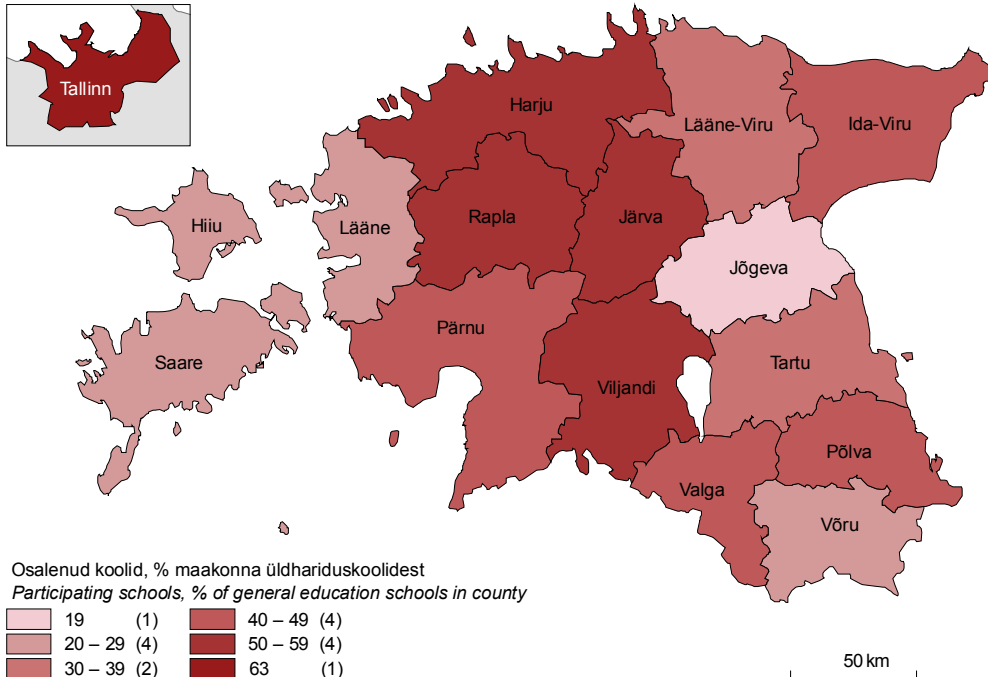 Tallinn
Harju
Lääne-Viru
Ida-Viru
Hiiu
Lääne
Rapla
Järva
Jõgeva
Pärnu
Saare
Viljandi
Tartu
Põlva
Valga
Võru
Osalenud koolid, % maakonna üldhariduskoolidest
Participating schools, % of general education schools in county
19 (1)
20 – 29 (4)
30 – 39 (2)
40 – 49 (4)
50 – 59 (4)
63 (1)
50 km